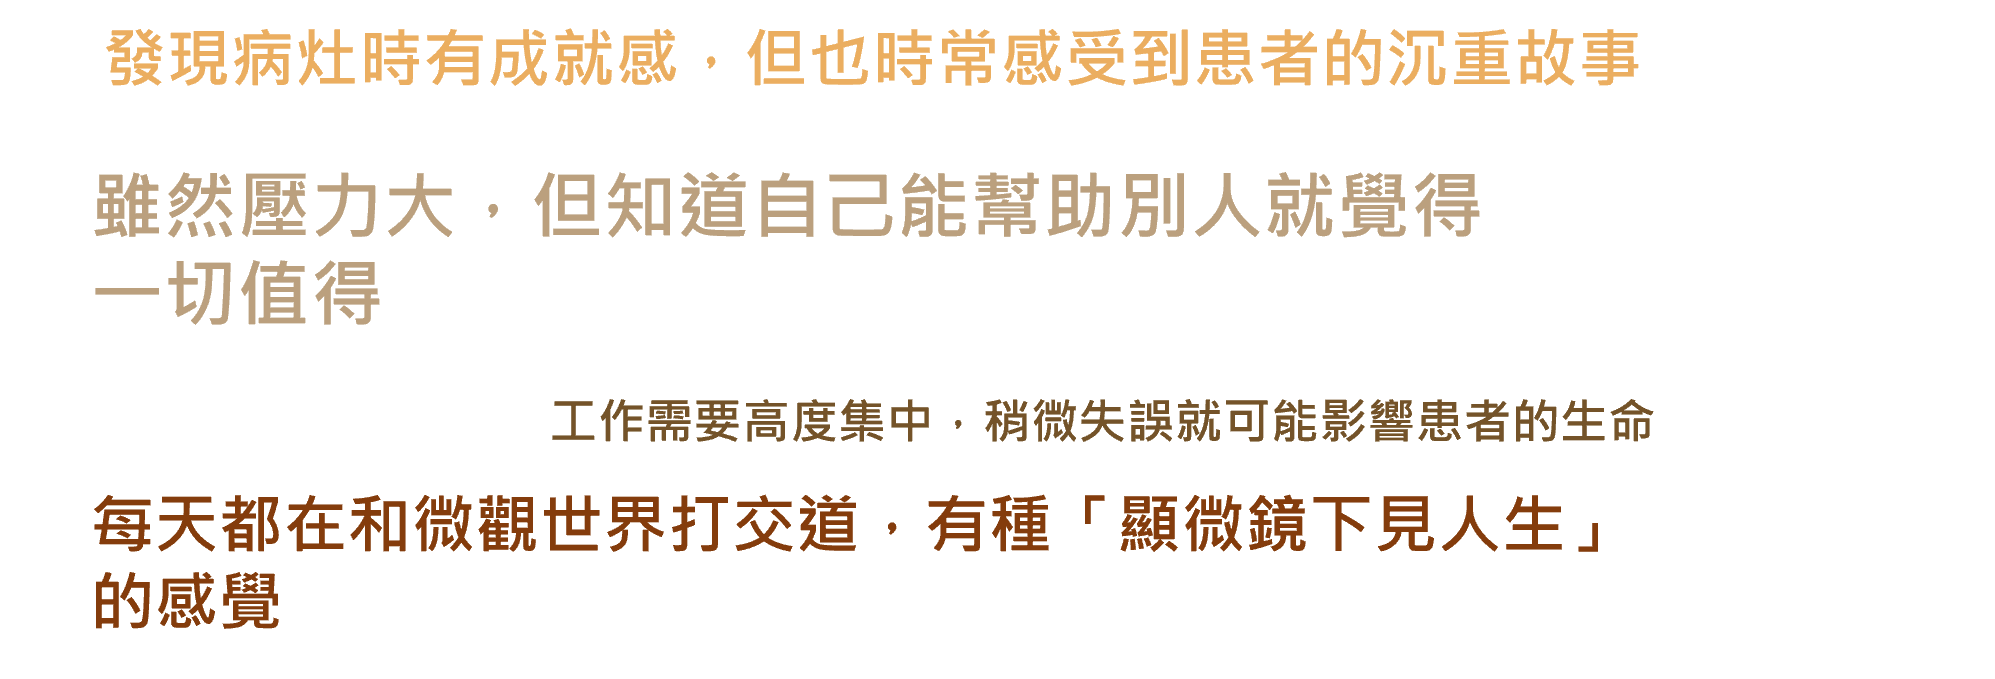 發現病灶時有成就感，但也時常感受到患者的沉重故事
雖然壓力大，但知道自己能幫助別人就覺得
一切值得
工作需要高度集中，稍微失誤就可能影響患者的生命
每天都在和微觀世界打交道，有種「顯微鏡下見人生」
的感覺